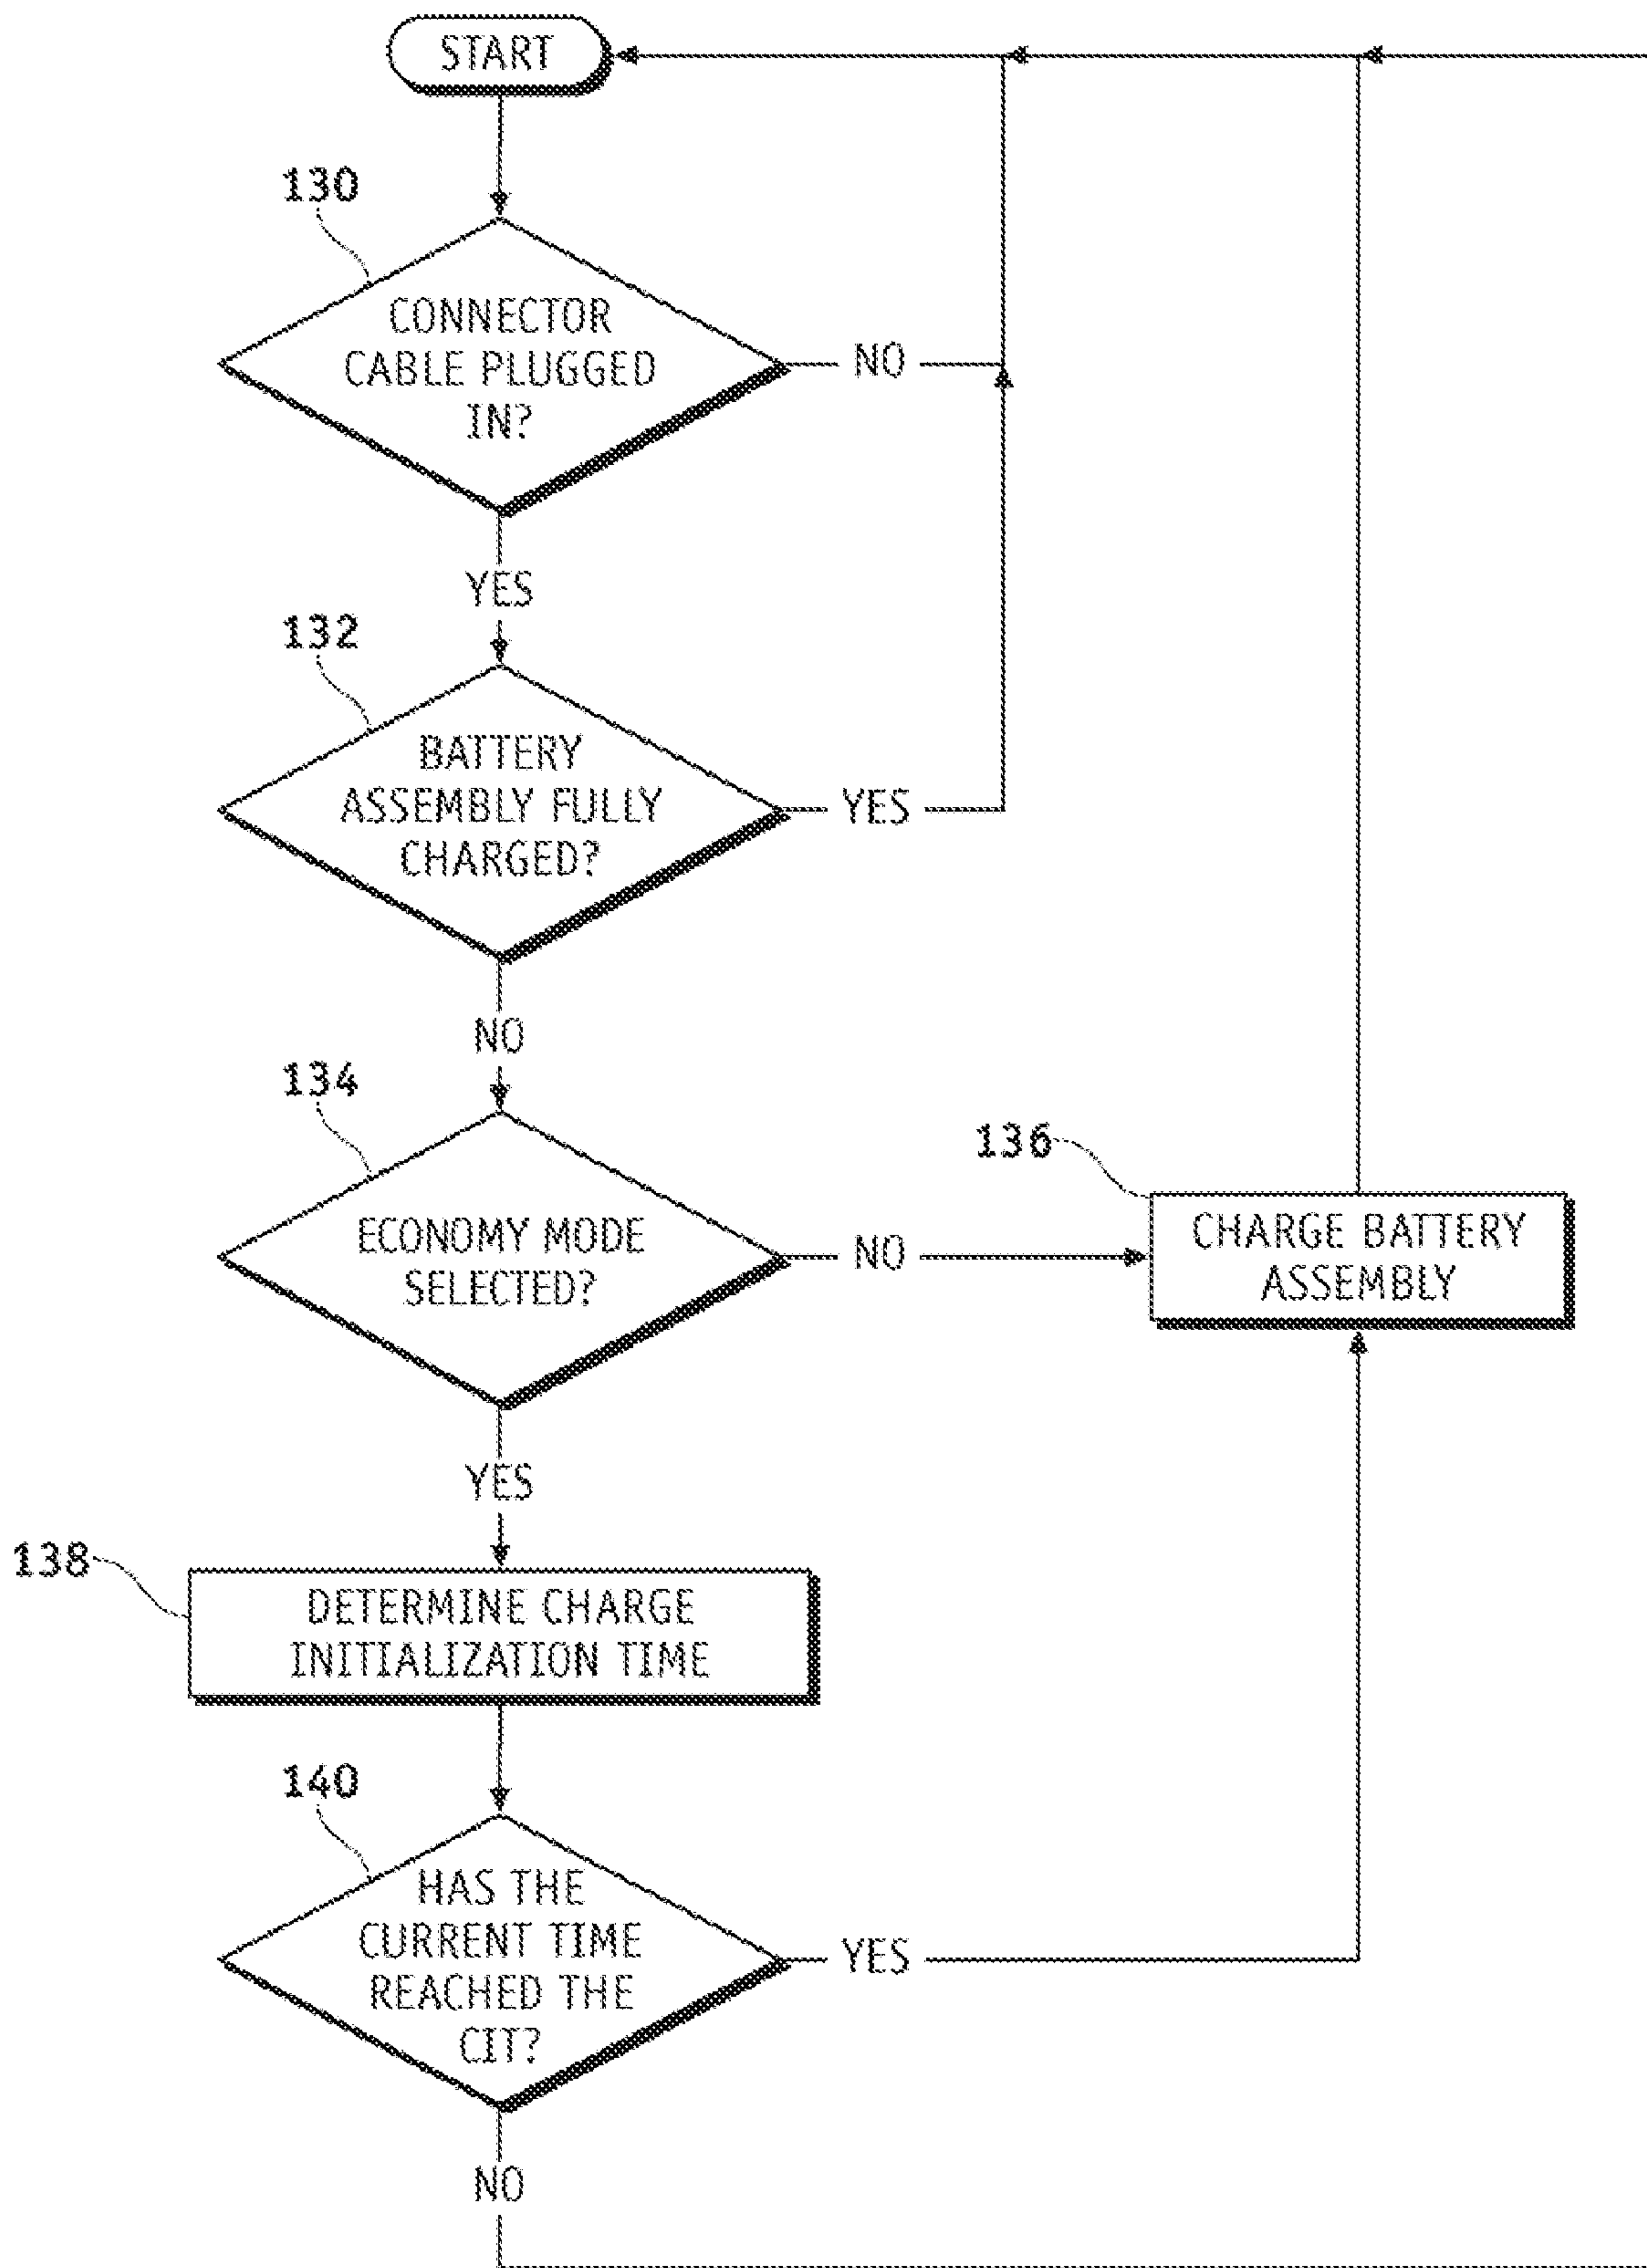 START
130
CONNECTOR
CABLE PLUGGED
IN?
NO
YES
132
BATTERY
ASSEMBLY FULLY
CHARGED?
YES
NO
134
ECONOMY MODE
SELECTED?
NO
136
CHARGE BATTERY
ASSEMBLY
YES
138
DETERMINE CHARGE
INITIALIZATION TIME
140
HAS THE
CURRENT TIME
REACHED THE
CIT?
YES
NO